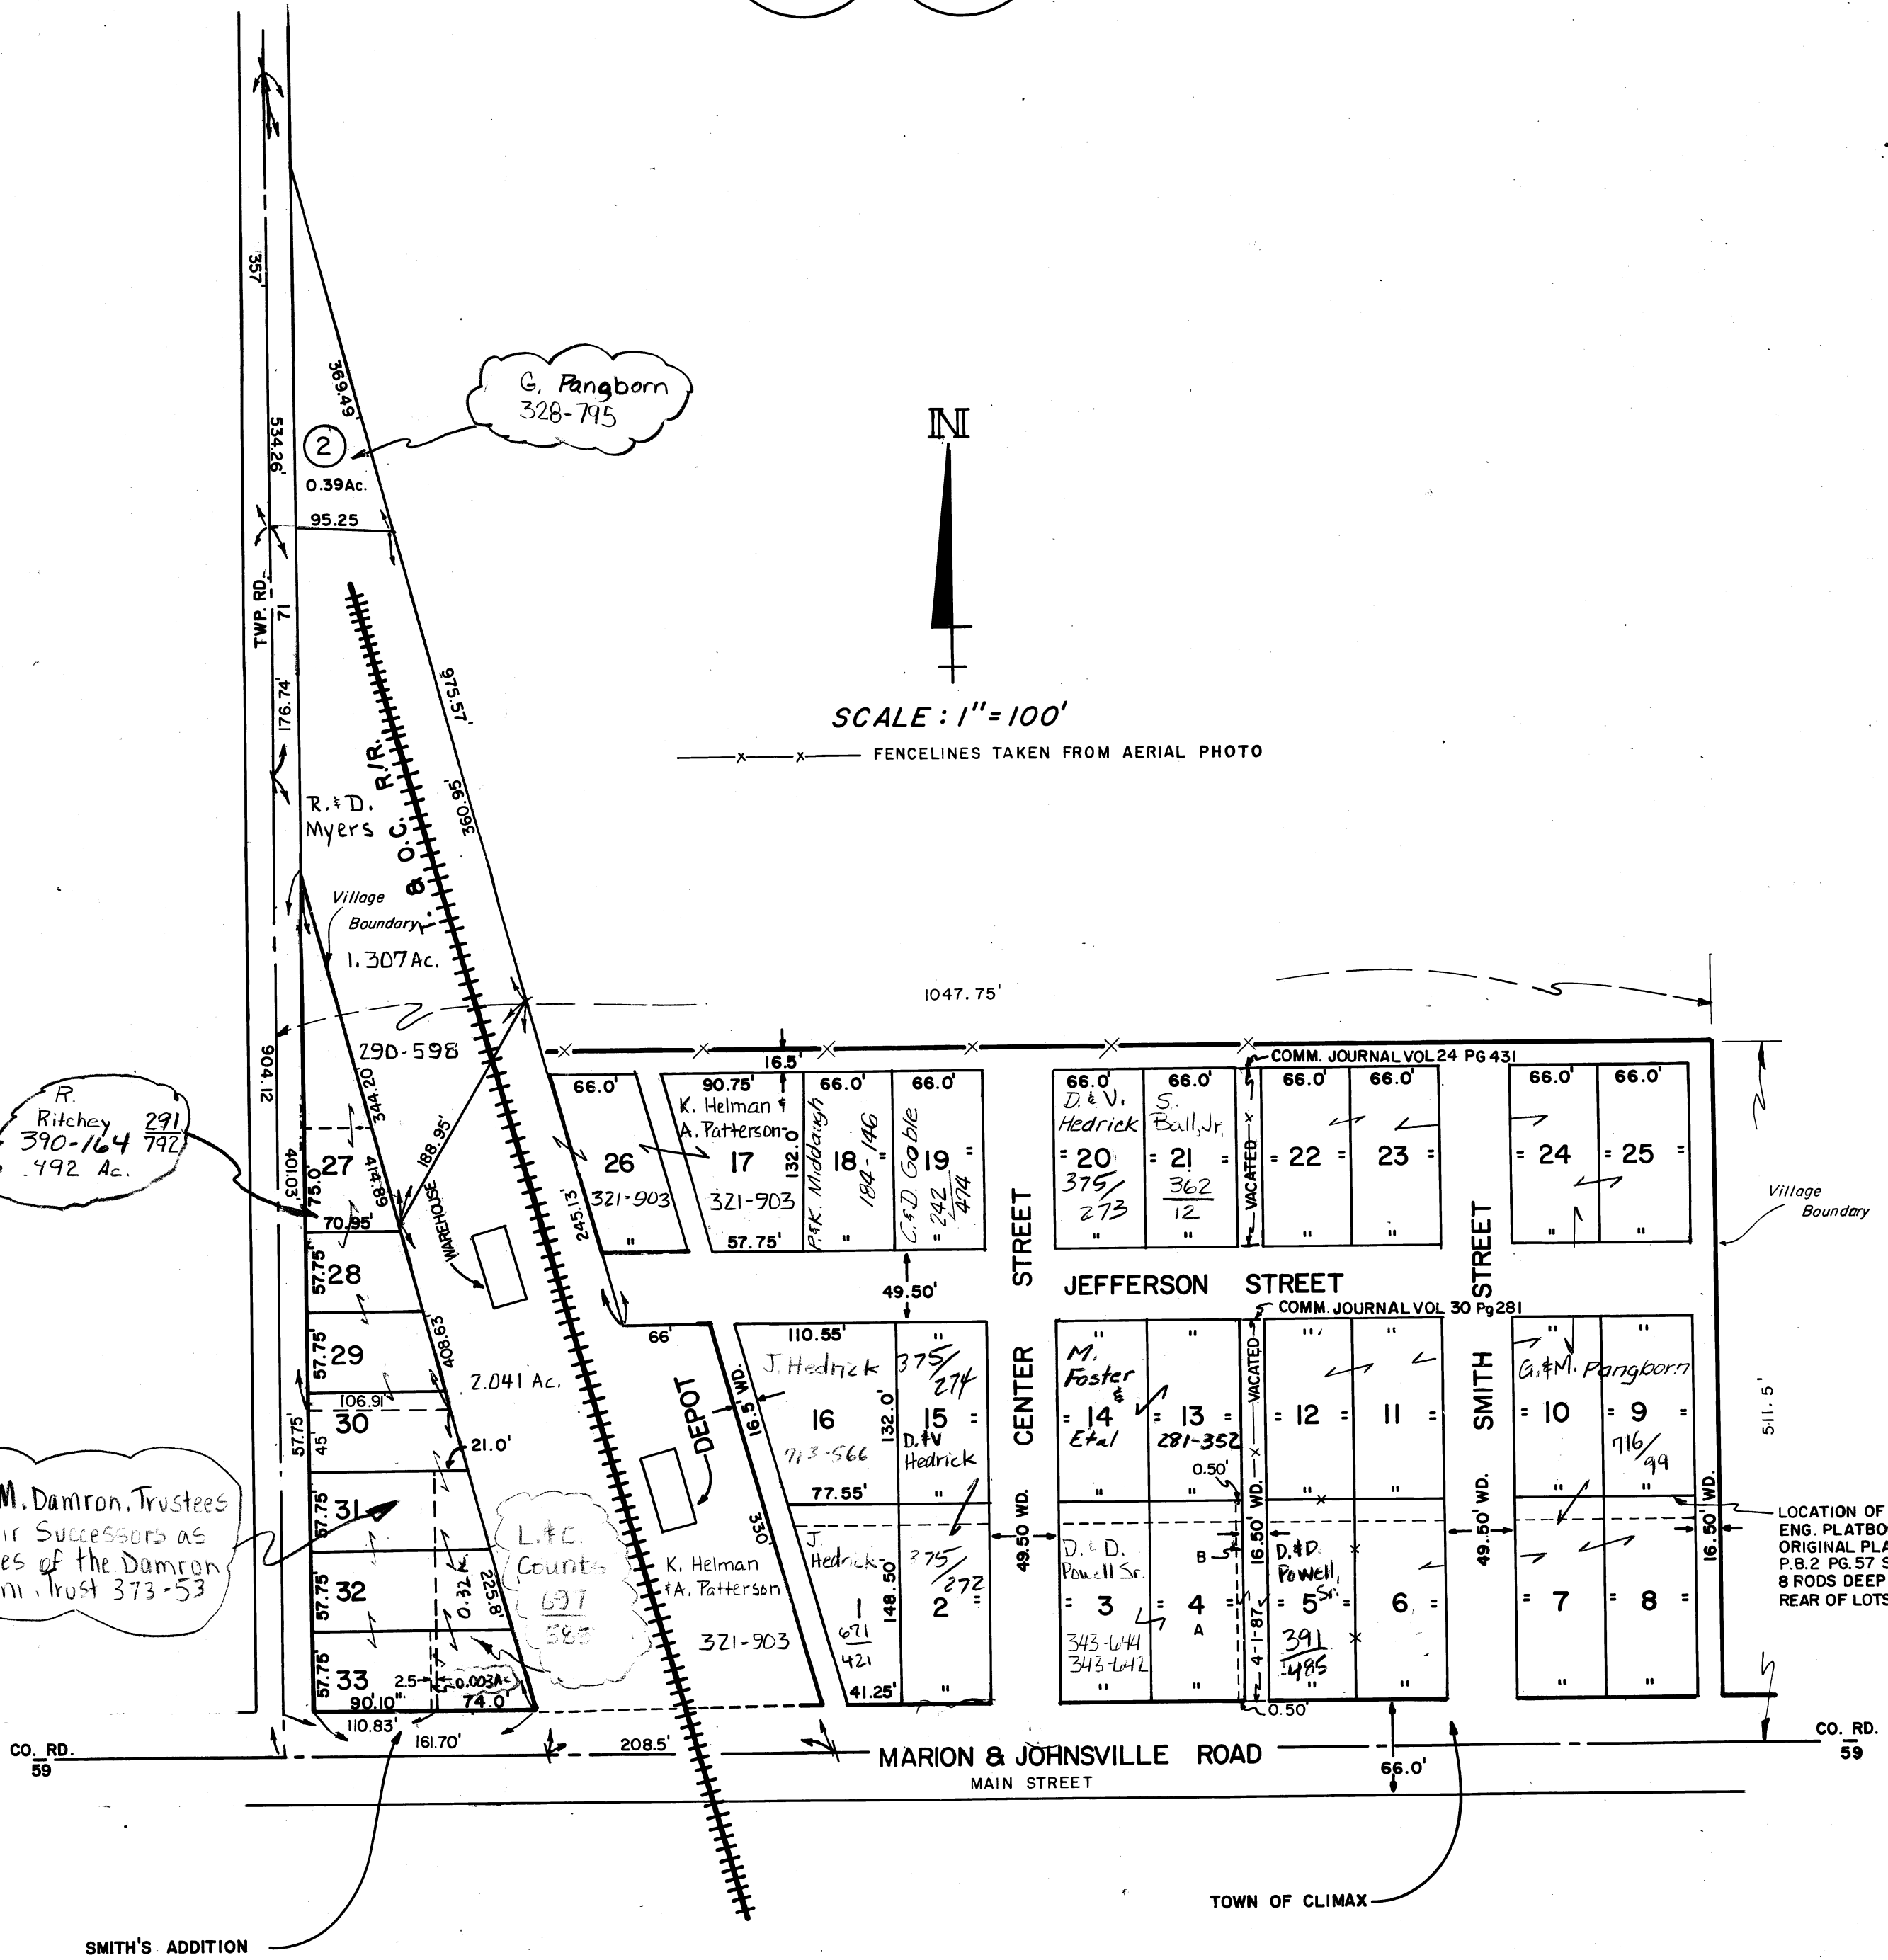 357'
369.49'
G. Pangborn
328-795
534.26'
2
0.39Ac.
95.25
N
TWP. RD.
71
176.74'
975.57'
SCALE : 1"=100'
x x FENCELINES TAKEN FROM AERIAL PHOTO
T. & O.C. R/R.
360.95'
R. & D.
Myers
Village
Boundary
1.307 Ac.
1047.75'
904.12
290-598
344.20'
16.5'
COMM. JOURNAL VOL 24 PG 431
R.
Ritchey 291
390-164 792
.492 Ac.
401.03'
75.0'
27
414.68'
188.95'
70.95'
WAREHOUSE
245.13'
66.0'
26
321-903
"
90.75'
K. Helman &
A. Patterson
17
132.0
321-903
57.75'
66.0'
P.&K. Middaugh
18 =
184-146
"
66.0'
C.&D. Goble
19 =
= 242
474
"
66.0'
D. & V.
Hedrick
= 20
375/
273
"
66.0'
S.
Ball, Jr.
= 21 =
362
12
"
x VACATED x
66.0'
= 22 =
"
66.0'
23 =
"
66.0'
= 24
"
66.0'
= 25 =
"
Village
Boundary
57.75'
28
57.75'
29
408.63'
106.91'
30
57.75'
45'
21.0'
2.041 Ac.
49.50'
CENTER STREET
49.50 WD.
JEFFERSON STREET
COMM. JOURNAL VOL 30 Pg 281
SMITH STREET
49.50' WD.
66'
DEPOT
16.5' WD.
330'
110.55'
J. Hedrick
16
132.0'
713-566
77.55'
"
375/
274
15 =
D.&V
Hedrick
"
"
M.
Foster
&
= 14
Etal
"
"
= 13 =
281-352
0.50'
"
VACATED
x
16.50' WD.
4-1-87
"
= 12 =
"
"
11 =
"
"
G.&M. Pangborn
= 10
"
"
= 9 =
716/
99
"
511.5'
M. Damron, Trustees
ir Successors as
es of the Damron
Trust 373-53
57.75'
31
57.75'
32
0.32 Ac.
225.8'
57.75'
33
2.5
0.003Ac
90.10"
74.0'
L.&C.
Counts
697
585
K. Helman
&A. Patterson
321-903
J.
Hedrick
1
148.50'
671
421
41.25'
375/
272
2 =
"
D. & D.
Powell Sr.
= 3
343-644
343-642
"
B
= 4 =
A
"
D.&D.
Powell,
Sr.
= 5 =
391
485
"
6 =
"
= 7
"
= 8 =
"
16.50' WD.
LOCATION OF
ENG. PLATBO
ORIGINAL PLA
P.B.2 PG.57 S
8 RODS DEEP
REAR OF LOTS
0.50'
110.83'
161.70'
208.5'
CO. RD.
59
MARION & JOHNSVILLE ROAD
MAIN STREET
66.0'
CO. RD.
59
TOWN OF CLIMAX
SMITH'S ADDITION